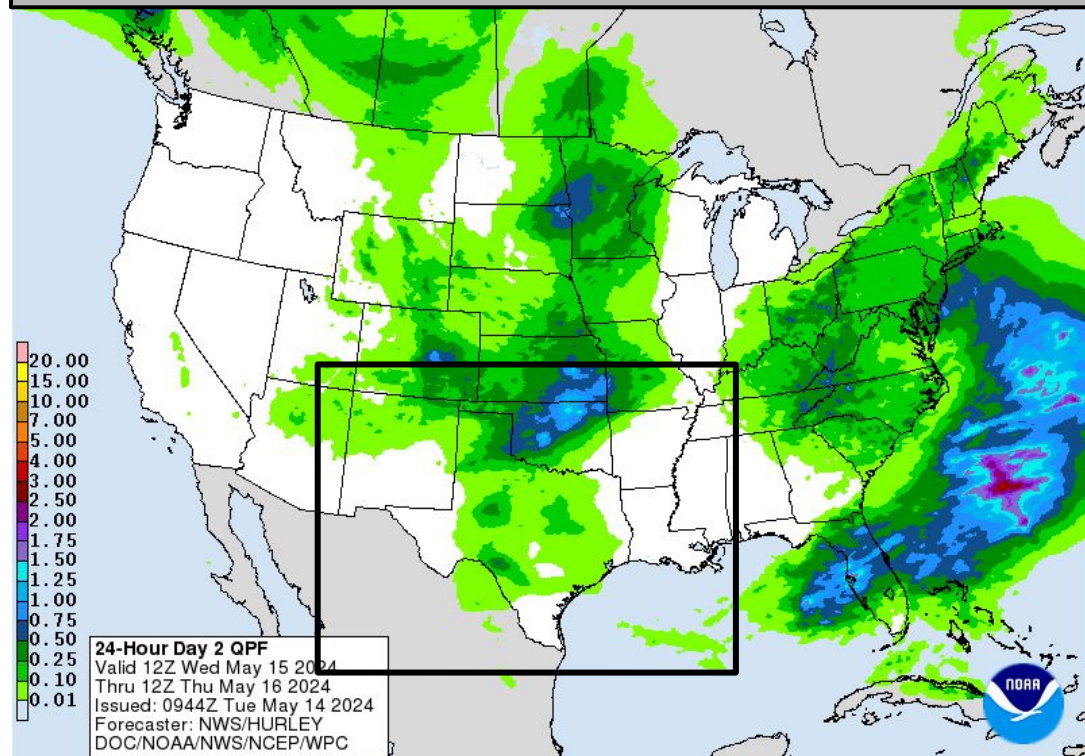 20.00
15.00
10.00
7.00
5.00
4.00
3.00
2.50
2.00
1.75
1.50
1.25
1.00
0.75
0.50
0.25
0.10
0.01
24-Hour Day 2 QPF
Valid 12Z Wed May 15 2024
Thru 12Z Thu May 16 2024
Issued: 0944Z Tue May 14 2024
Forecaster: NWS/HURLEY
DOC/NOAA/NWS/NCEP/WPC
NOAA